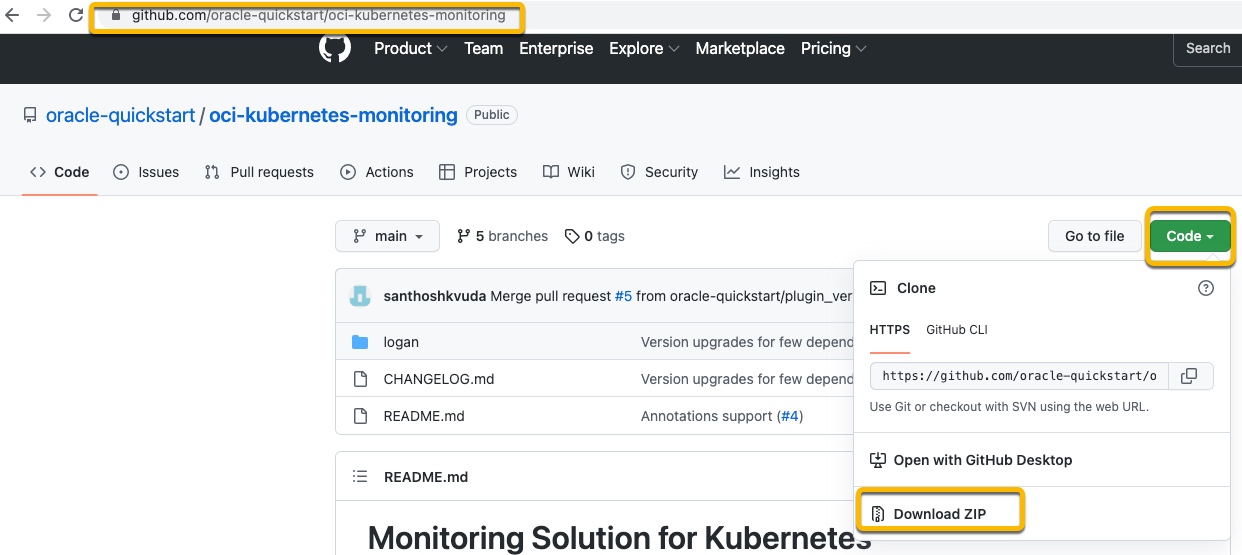 github.com/oracle-quickstart/oci-kubernetes-monitoring
Product Team Enterprise Explore Marketplace Pricing Search
oracle-quickstart / oci-kubernetes-monitoring Public
Code Issues Pull requests Actions Projects Wiki Security Insights
main 5 branches 0 tags Go to file Code
santhoshkvuda Merge pull request #5 from oracle-quickstart/plugin_ver
logan Version upgrades for few depend
CHANGELOG.md Version upgrades for few depend
README.md Annotations support (#4)
README.md
Monitoring Solution for Kubernetes
Clone
HTTPS GitHub CLI
https://github.com/oracle-quickstart/o
Use Git or checkout with SVN using the web URL.
Open with GitHub Desktop
Download ZIP